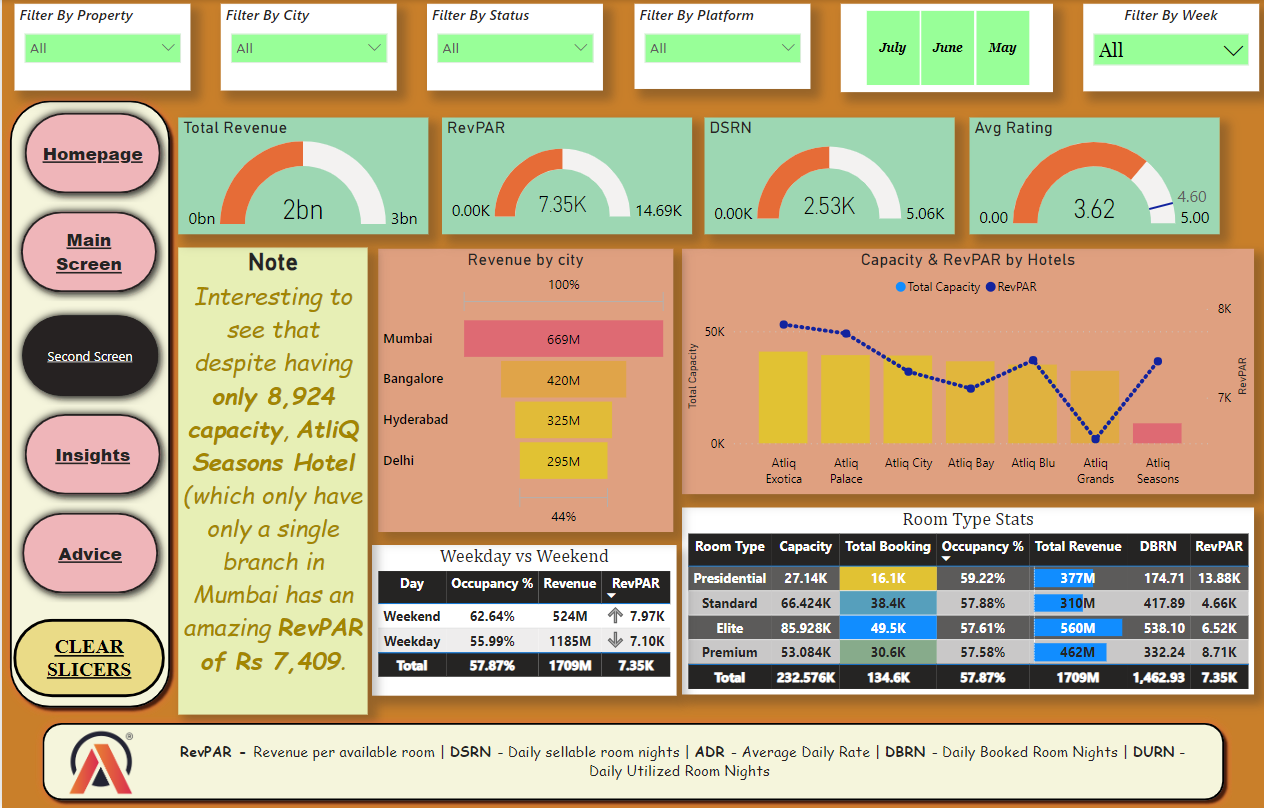 Filter By Property
Filter By City
Filter By Status
Filter By Platform
Filter By Week
All
All
All
All
July
June
May
All
Homepage
Main
Screen
Second Screen
Insights
Advice
CLEAR
SLICERS
Total Revenue
0bn
2bn
3bn
RevPAR
0.00K
7.35K
14.69K
DSRN
0.00K
2.53K
5.06K
Avg Rating
0.00
3.62
4.60
5.00
Note
Interesting to
see that
despite having
only 8,924
capacity, AtliQ
Seasons Hotel
(which only have
only a single
branch in
Mumbai has an
amazing RevPAR
of Rs 7,409.
Revenue by city
100%
Mumbai 669M
Bangalore 420M
Hyderabad 325M
Delhi 295M
44%
Capacity & RevPAR by Hotels
Total Capacity RevPAR
50K
0K
Total Capacity
8K
7K
RevPAR
Atliq Exotica
Atliq Palace
Atliq City
Atliq Bay
Atliq Blu
Atliq Grands
Atliq Seasons
Weekday vs Weekend
Day Occupancy % Revenue RevPAR
Weekend 62.64% 524M 7.97K
Weekday 55.99% 1185M 7.10K
Total 57.87% 1709M 7.35K
Room Type Stats
Room Type Capacity Total Booking Occupancy % Total Revenue DBRN RevPAR
Presidential 27.14K 16.1K 59.22% 377M 174.71 13.88K
Standard 66.424K 38.4K 57.88% 310M 417.89 4.66K
Elite 85.928K 49.5K 57.61% 560M 538.10 6.52K
Premium 53.084K 30.6K 57.58% 462M 332.24 8.71K
Total 232.576K 134.6K 57.87% 1709M 1,462.93 7.35K
®
RevPAR - Revenue per available room | DSRN - Daily sellable room nights | ADR - Average Daily Rate | DBRN - Daily Booked Room Nights | DURN -
Daily Utilized Room Nights